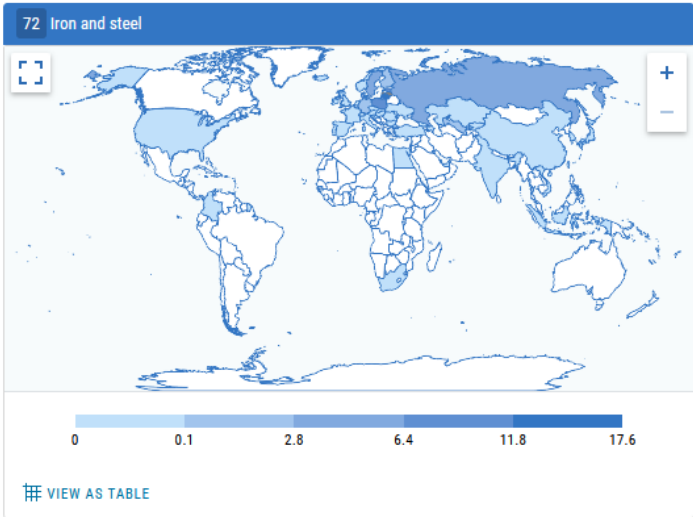 72 Iron and steel
+
−
0 0.1 2.8 6.4 11.8 17.6
VIEW AS TABLE